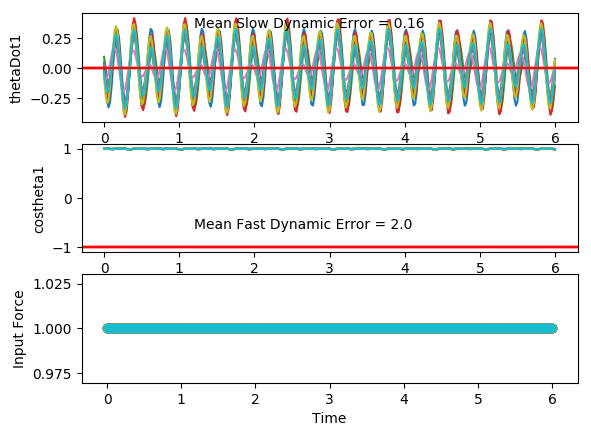 Mean Slow Dynamic Error = 0.16
thetaDot1
0.25
0.00
−0.25
0 1 2 3 4 5 6
costheta1
1
0
−1
Mean Fast Dynamic Error = 2.0
0 1 2 3 4 5 6
Input Force
1.025
1.000
0.975
0 1 2 3 4 5 6
Time